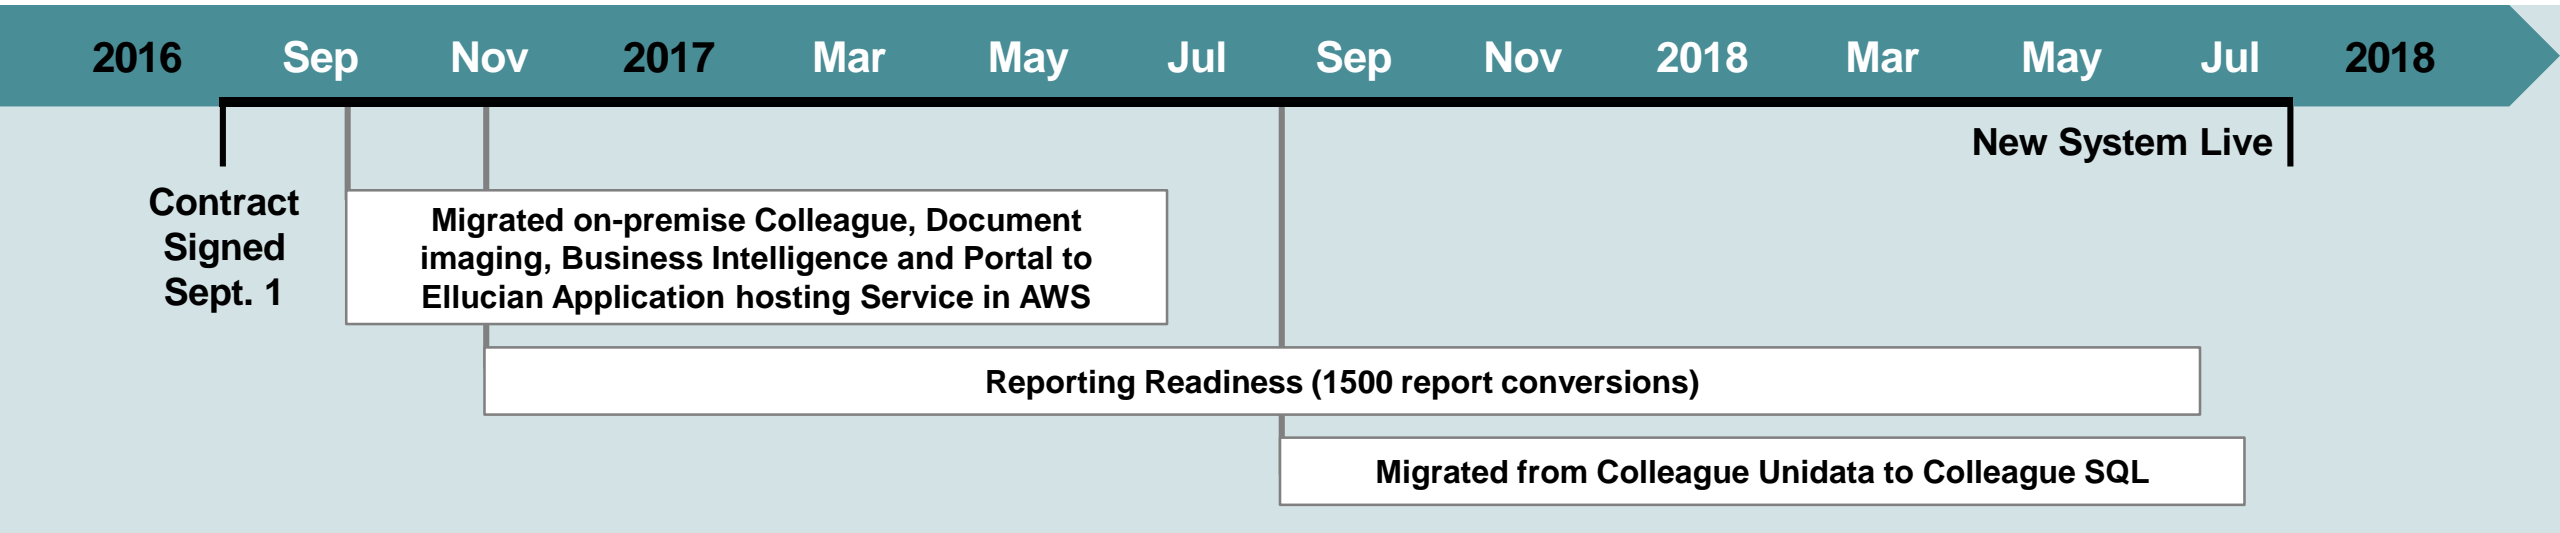 2016 Sep Nov 2017 Mar May Jul Sep Nov 2018 Mar May Jul 2018
New System Live
Contract
Signed
Sept. 1
Migrated on-premise Colleague, Document
imaging, Business Intelligence and Portal to
Ellucian Application hosting Service in AWS
Reporting Readiness (1500 report conversions)
Migrated from Colleague Unidata to Colleague SQL